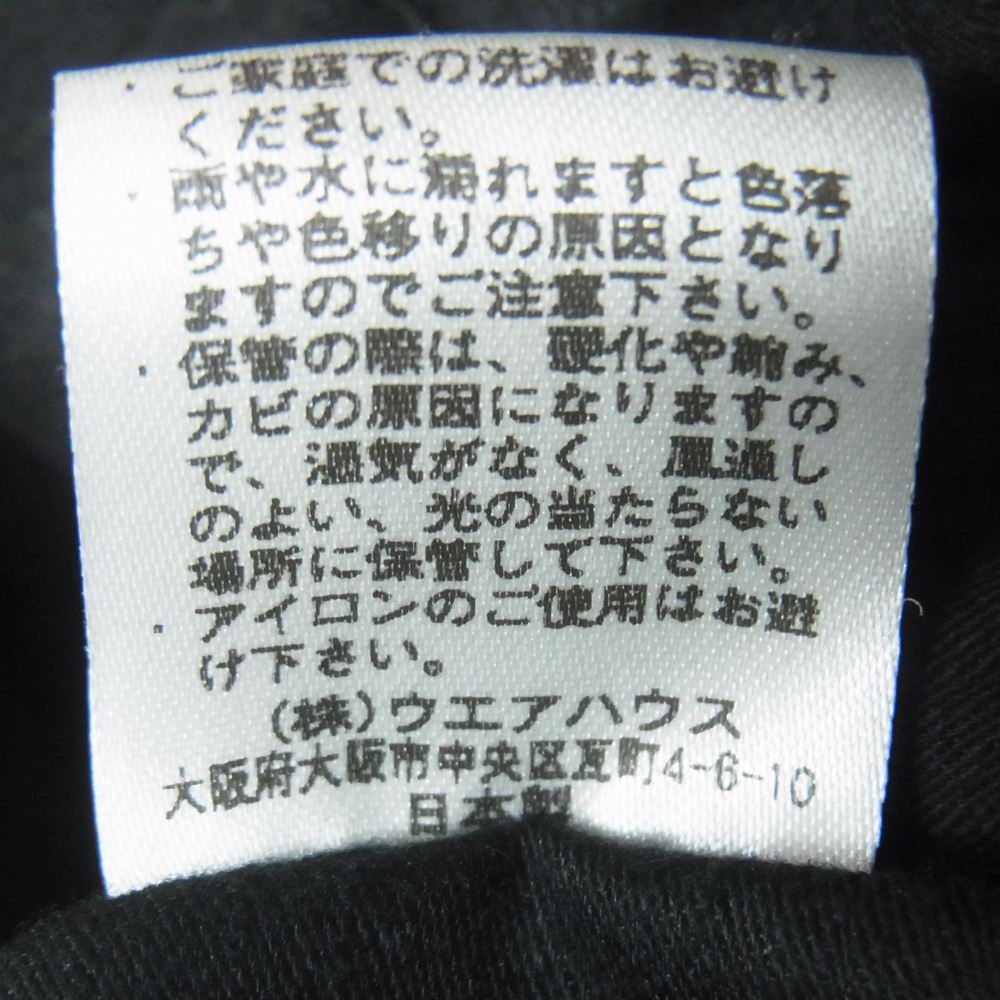 ・ご家庭での洗濯はお避け
ください。
・雨や水に濡れますと色落
ちや色移りの原因となり
ますのでご注意下さい。
・保管の際は、硬化や縮み、
カビの原因になりますの
で、湿気がなく、風通し
のよい、光の当たらない
場所に保管して下さい。
・アイロンのご使用はお避
け下さい。
(株)ウエアハウス
大阪府大阪市中央区瓦町4-6-10
日本製